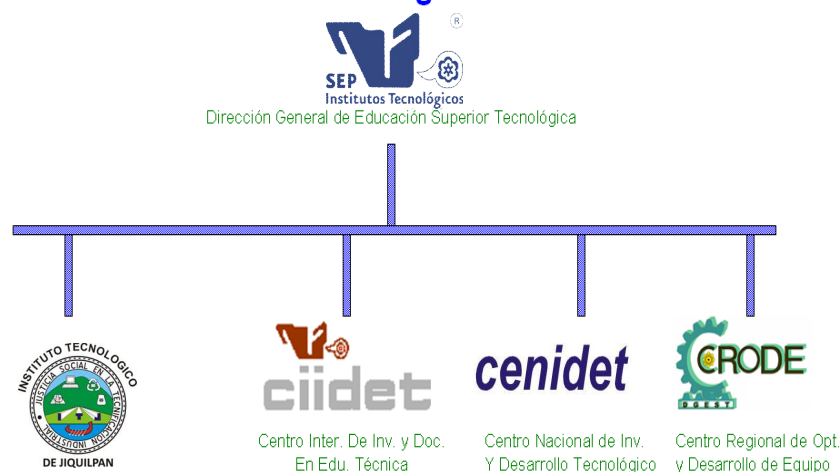 ®
SEP
Institutos Tecnológicos
Dirección General de Educación Superior Tecnológica
INSTITUTO TECNOLOGICO
JUSTICIA SOCIAL EN LA TECNIFICACION INDUSTRIAL
DE JIQUILPAN
ciidet
Centro Inter. De Inv. y Doc.
En Edu. Técnica
cenidet
Centro Nacional de Inv.
Y Desarrollo Tecnológico
CRODE
DGEST
Centro Regional de Opt.
y Desarrollo de Equipo